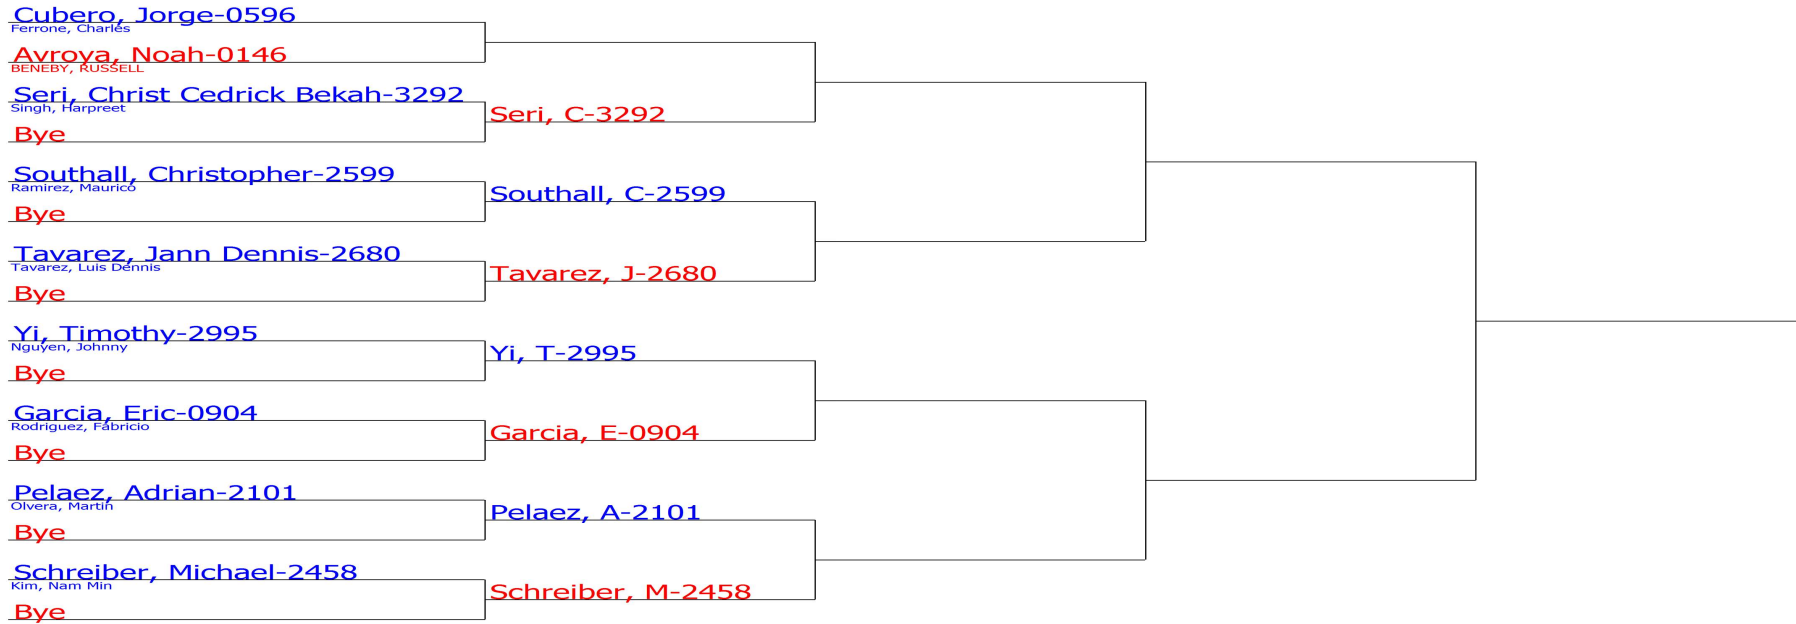 Cubero, Jorge-0596
Ferrone, Charles
Avroya, Noah-0146
BENEBY, RUSSELL
Seri, Christ Cedrick Bekah-3292
Singh, Harpreet
Seri, C-3292
Bye
Southall, Christopher-2599
Ramirez, Maurico
Southall, C-2599
Bye
Tavarez, Jann Dennis-2680
Tavarez, Luis Dennis
Tavarez, J-2680
Bye
Yi, Timothy-2995
Nguyen, Johnny
Yi, T-2995
Bye
Garcia, Eric-0904
Rodriguez, Fabricio
Garcia, E-0904
Bye
Pelaez, Adrian-2101
Olvera, Martin
Pelaez, A-2101
Bye
Schreiber, Michael-2458
Kim, Nam Min
Schreiber, M-2458
Bye